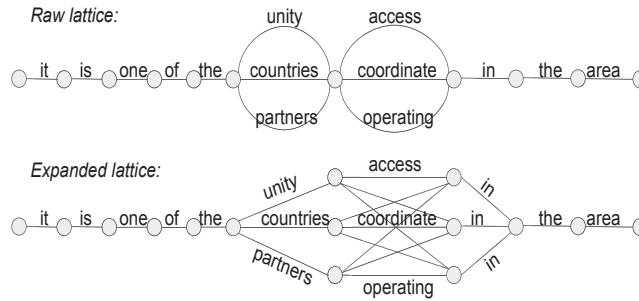 Raw lattice:
unity access
it is one of the countries coordinate in the area
partners operating
Expanded lattice:
access
unity in
it is one of the countries coordinate in the area
partners in
operating